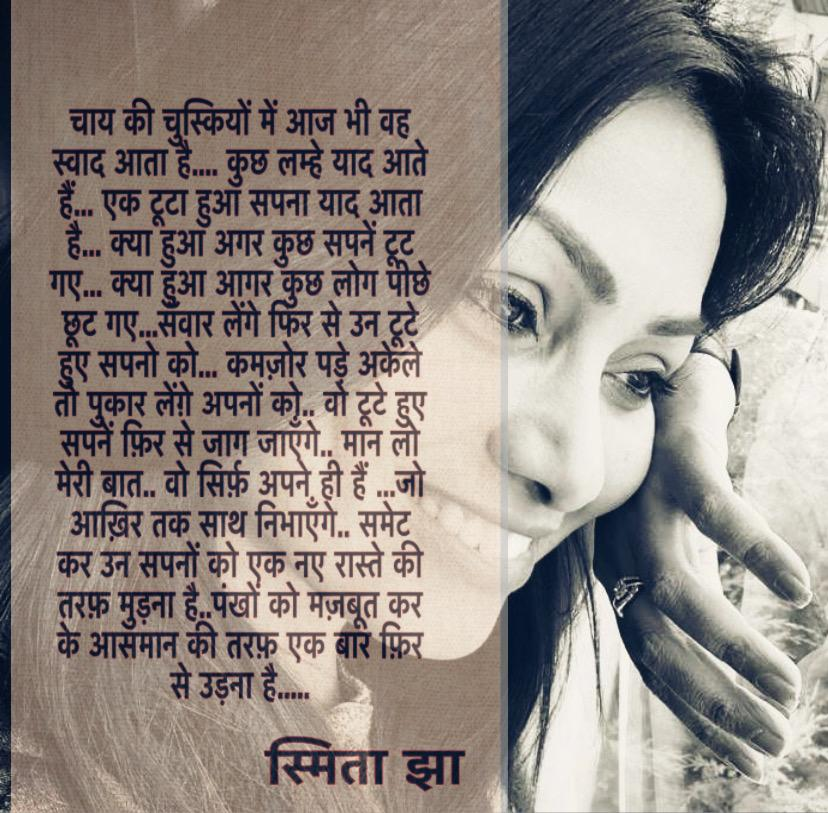 चाय की चुस्कियों में आज भी वह
स्वाद आता है.... कुछ लम्हे याद आते
हैं... एक टूटा हुआ सपना याद आता
है... क्या हुआ अगर कुछ सपनें टूट
गए... क्या हुआ आगर कुछ लोग पीछे
छूट गए...सँवार लेंगे फिर से उन टूटे
हुए सपनो को... कमज़ोर पड़े अकेले
तो पुकार लेंग़े अपनों को.. वो टूटे हुए
सपनें फ़िर से जाग जाएँगे.. मान लो
मेरी बात.. वो सिर्फ़ अपने ही हैं ...जो
आख़िर तक साथ निभाएँगे.. समेट
कर उन सपनों को एक नए रास्ते की
तरफ़ मुड़ना है..पंखों को मज़बूत कर
के आसमान की तरफ़ एक बार फ़िर
से उड़ना है.....
स्मिता झा